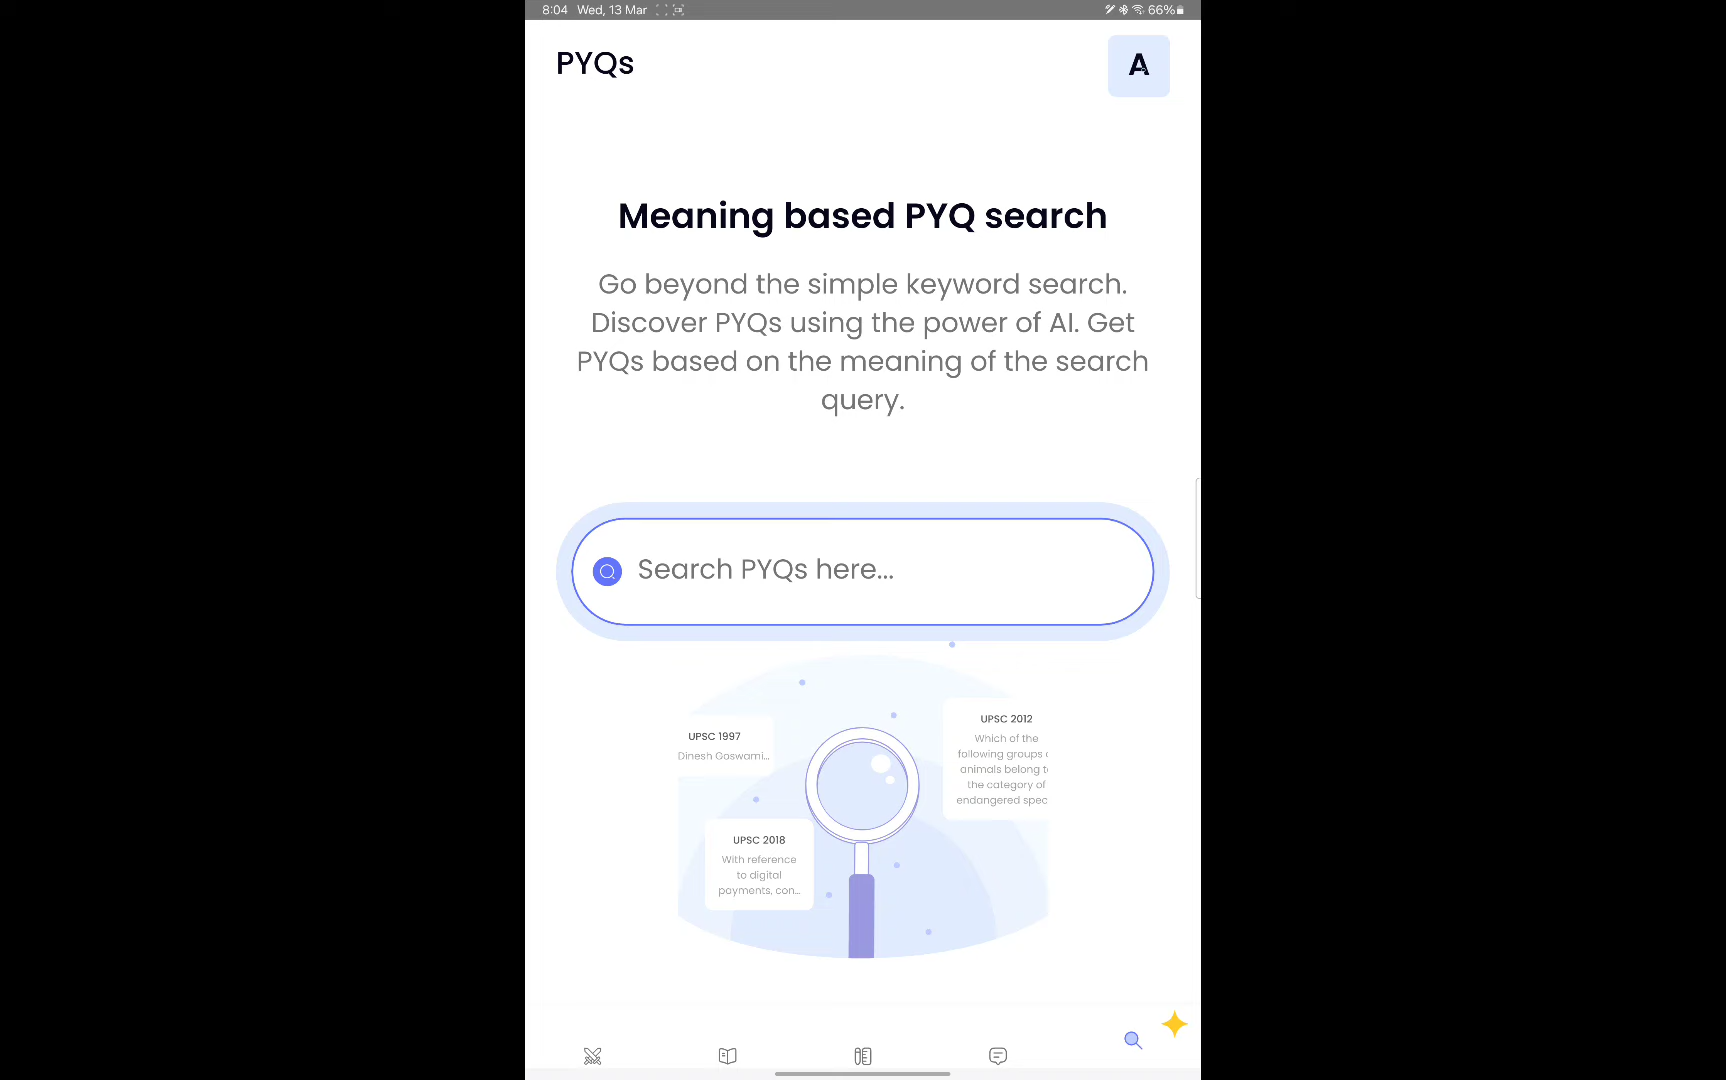 8:04 Wed, 13 Mar 66%
PYQs
A
Meaning based PYQ search
Go beyond the simple keyword search.
Discover PYQs using the power of AI. Get
PYQs based on the meaning of the search
query.
Search PYQs here...
UPSC 1997
Dinesh Goswami...
UPSC 2012
Which of the
following groups
animals belong
the category of
endangered spec
UPSC 2018
With reference
to digital
payments, con...